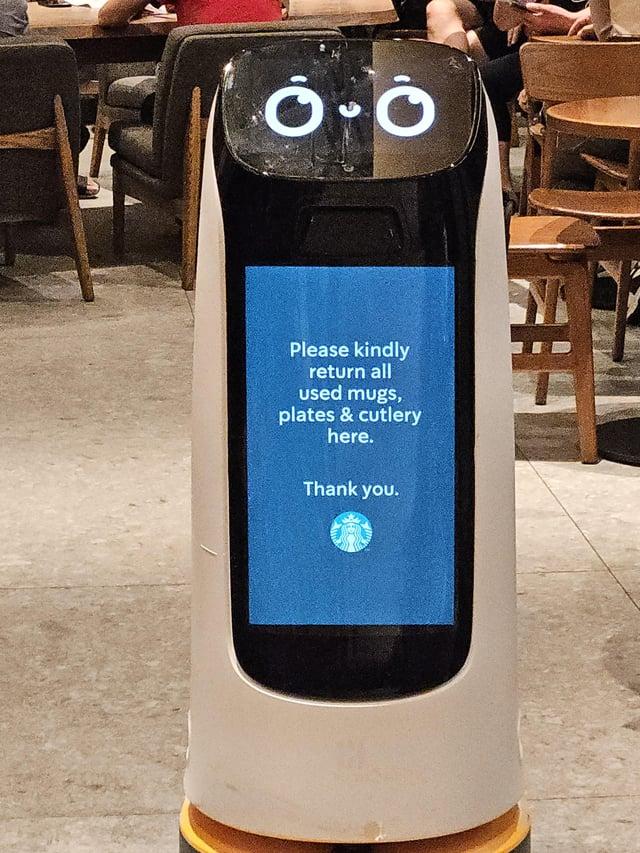 Please kindly
return all
used mugs,
plates & cutlery
here.
Thank you.